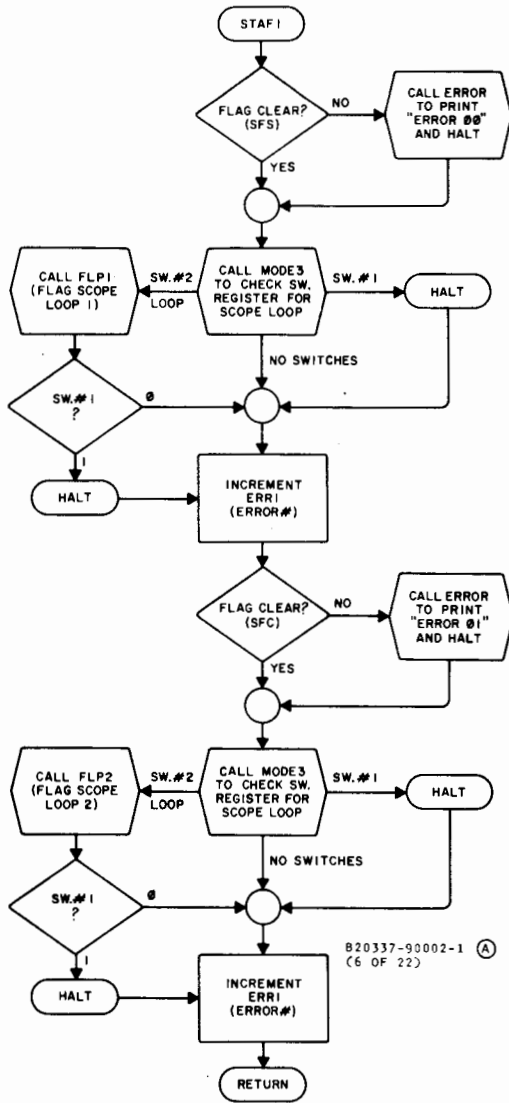 STAF1
FLAG CLEAR?
(SFS)
NO
CALL ERROR
TO PRINT
"ERROR 00"
AND HALT
YES
CALL FLP1
(FLAG SCOPE
LOOP 1)
SW.#2
LOOP
CALL MODE3
TO CHECK SW.
REGISTER FOR
SCOPE LOOP
SW.#1
HALT
NO SWITCHES
SW.#1
?
0
1
HALT
INCREMENT
ERR1
(ERROR#)
FLAG CLEAR?
(SFC)
NO
CALL ERROR
TO PRINT
"ERROR 01"
AND HALT
YES
CALL FLP2
(FLAG SCOPE
LOOP 2)
SW.#2
LOOP
CALL MODE3
TO CHECK SW.
REGISTER FOR
SCOPE LOOP
SW.#1
HALT
NO SWITCHES
SW.#1
?
0
1
HALT
INCREMENT
ERR1
(ERROR#)
B20337-90002-1 A
(6 OF 22)
RETURN